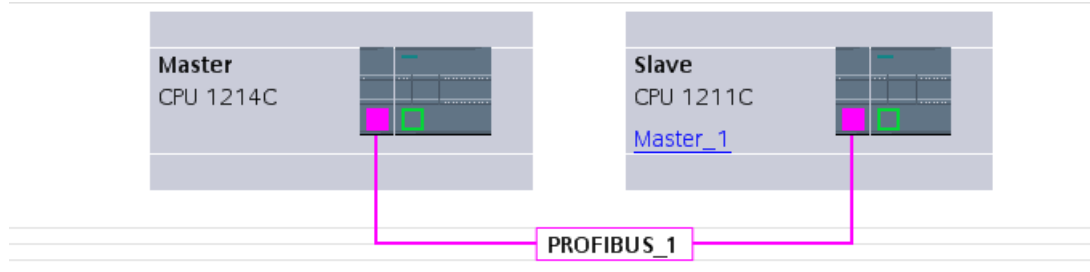 Master
CPU 1214C
Slave
CPU 1211C
Master_1
PROFIBUS_1